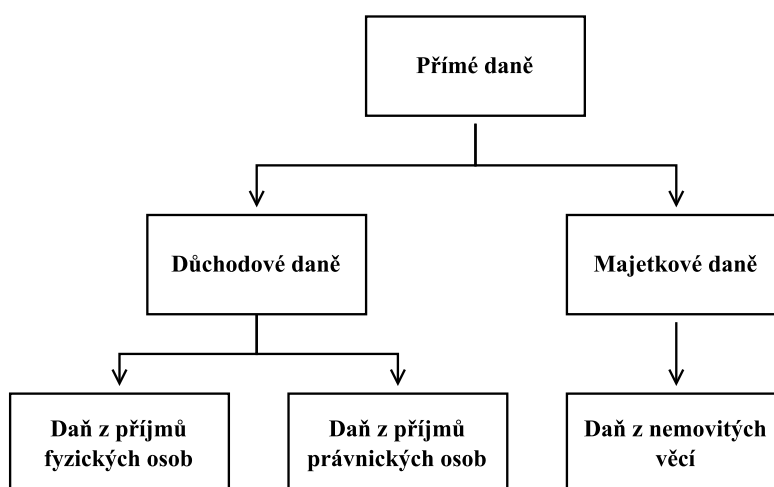 Přímé daně
Důchodové daně
Majetkové daně
Daň z příjmů
fyzických osob
Daň z příjmů
právnických osob
Daň z nemovitých
věcí